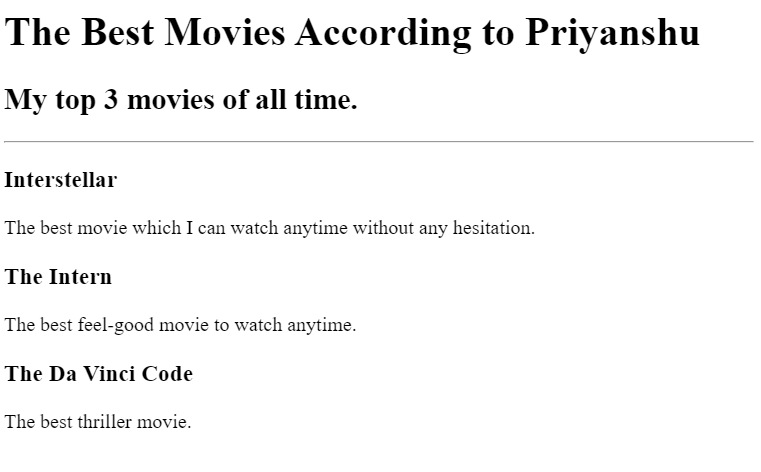 The Best Movies According to Priyanshu
My top 3 movies of all time.
Interstellar
The best movie which I can watch anytime without any hesitation.
The Intern
The best feel-good movie to watch anytime.
The Da Vinci Code
The best thriller movie.